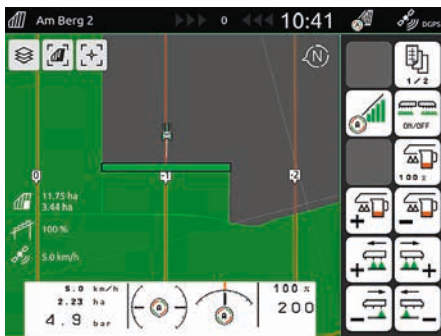 Am Berg 2
0
10:41
DGPS
N
1/2
ON/OFF
100 %
0
-1
-2
11.75 ha
3.44 ha
100 %
5.0 km/h
5.0 km/h
2.23 ha
4.9 bar
A
A
100 %
200
A